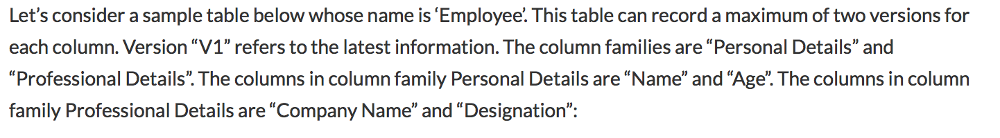 Let’s consider a sample table below whose name is ‘Employee’. This table can record a maximum of two versions for
each column. Version “V1” refers to the latest information. The column families are “Personal Details” and
“Professional Details”. The columns in column family Personal Details are “Name” and “Age”. The columns in column
family Professional Details are “Company Name” and “Designation”: